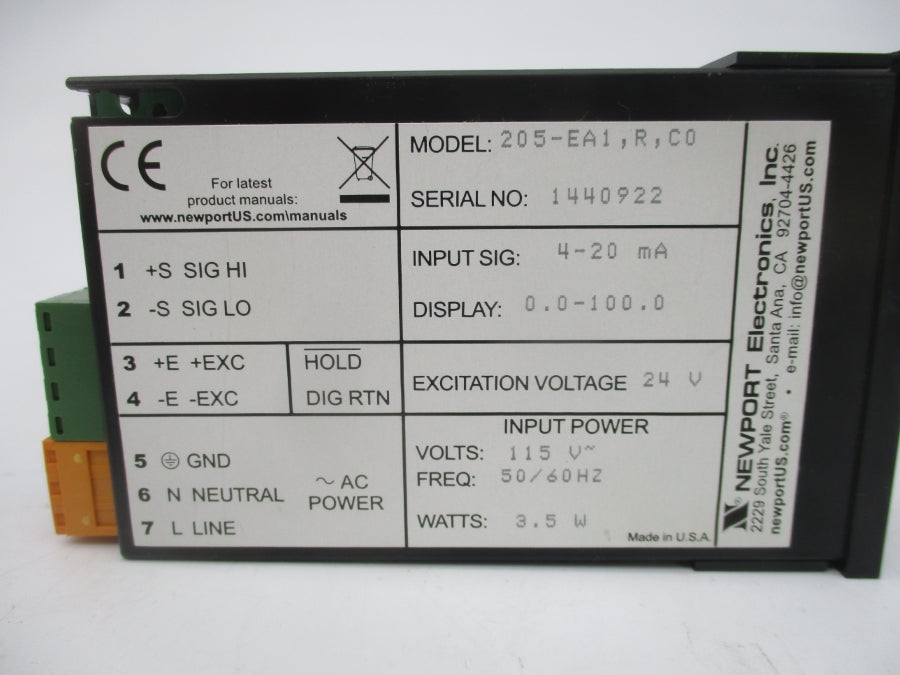 CE
For latest
product manuals:
www.newportUS.com\manuals
MODEL: 205-EA1,R,C0
SERIAL NO: 1440922
1 +S SIG HI
2 -S SIG LO
INPUT SIG: 4-20 mA
DISPLAY: 0.0-100.0
3 +E +EXC
4 -E -EXC
HOLD
DIG RTN
EXCITATION VOLTAGE 24 V
5 GND
6 N NEUTRAL
7 L LINE
~ AC
POWER
INPUT POWER
VOLTS: 115 V~
FREQ: 50/60HZ
WATTS: 3.5 W
Made in U.S.A.
N® NEWPORT Electronics, Inc.
2229 South Yale Street, Santa Ana, CA 92704-4426
newportUS.com® • e-mail: info@newportUS.com